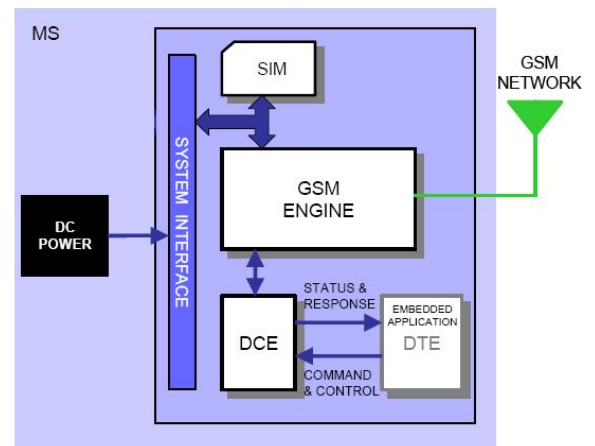 MS
SIM
GSM
NETWORK
SYSTEM INTERFACE
GSM
ENGINE
DC
POWER
STATUS &
RESPONSE
DCE
EMBEDDED
APPLICATION
DTE
COMMAND
& CONTROL